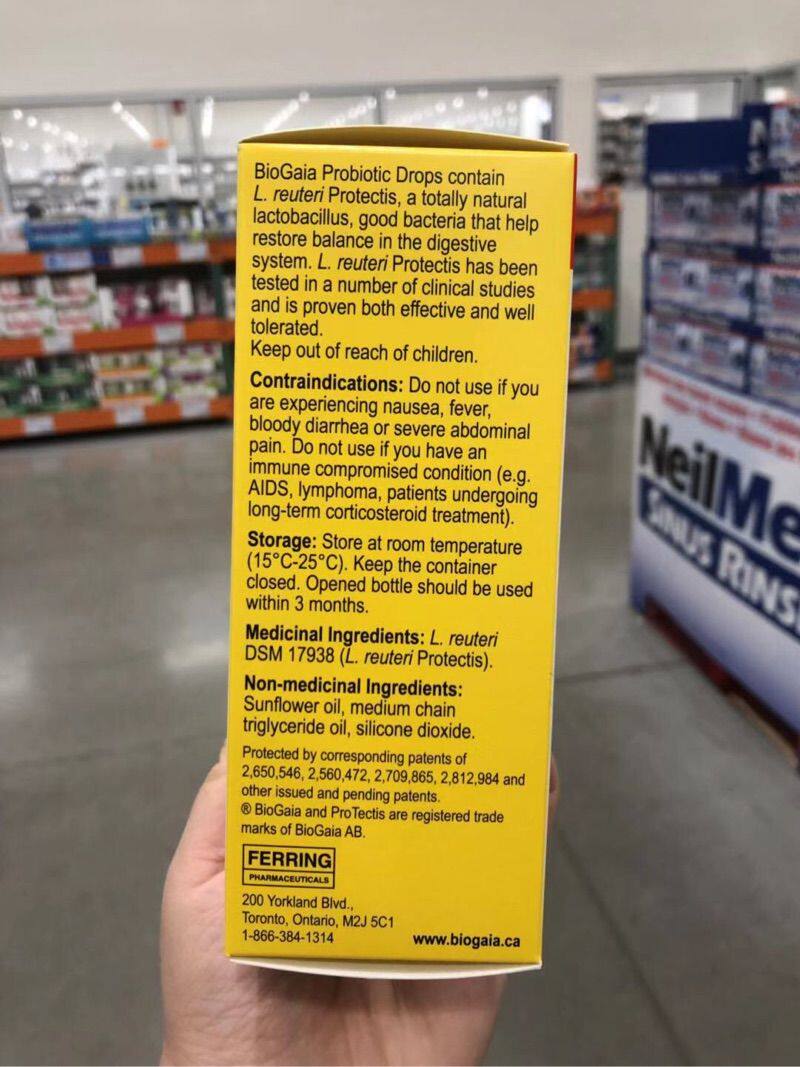 BioGaia Probiotic Drops contain
L. reuteri Protectis, a totally natural
lactobacillus, good bacteria that help
restore balance in the digestive
system. L. reuteri Protectis has been
tested in a number of clinical studies
and is proven both effective and well
tolerated.
Keep out of reach of children.
Contraindications: Do not use if you
are experiencing nausea, fever,
bloody diarrhea or severe abdominal
pain. Do not use if you have an
immune compromised condition (e.g.
AIDS, lymphoma, patients undergoing
long-term corticosteroid treatment).
Storage: Store at room temperature
(15°C-25°C). Keep the container
closed. Opened bottle should be used
within 3 months.
Medicinal Ingredients: L. reuteri
DSM 17938 (L. reuteri Protectis).
Non-medicinal Ingredients:
Sunflower oil, medium chain
triglyceride oil, silicone dioxide.
Protected by corresponding patents of
2,650,546, 2,560,472, 2,709,865, 2,812,984 and
other issued and pending patents.
® BioGaia and ProTectis are registered trade
marks of BioGaia AB.
FERRING
PHARMACEUTICALS
200 Yorkland Blvd.,
Toronto, Ontario, M2J 5C1
1-866-384-1314
www.biogaia.ca
NeilMe
SINUS RINS